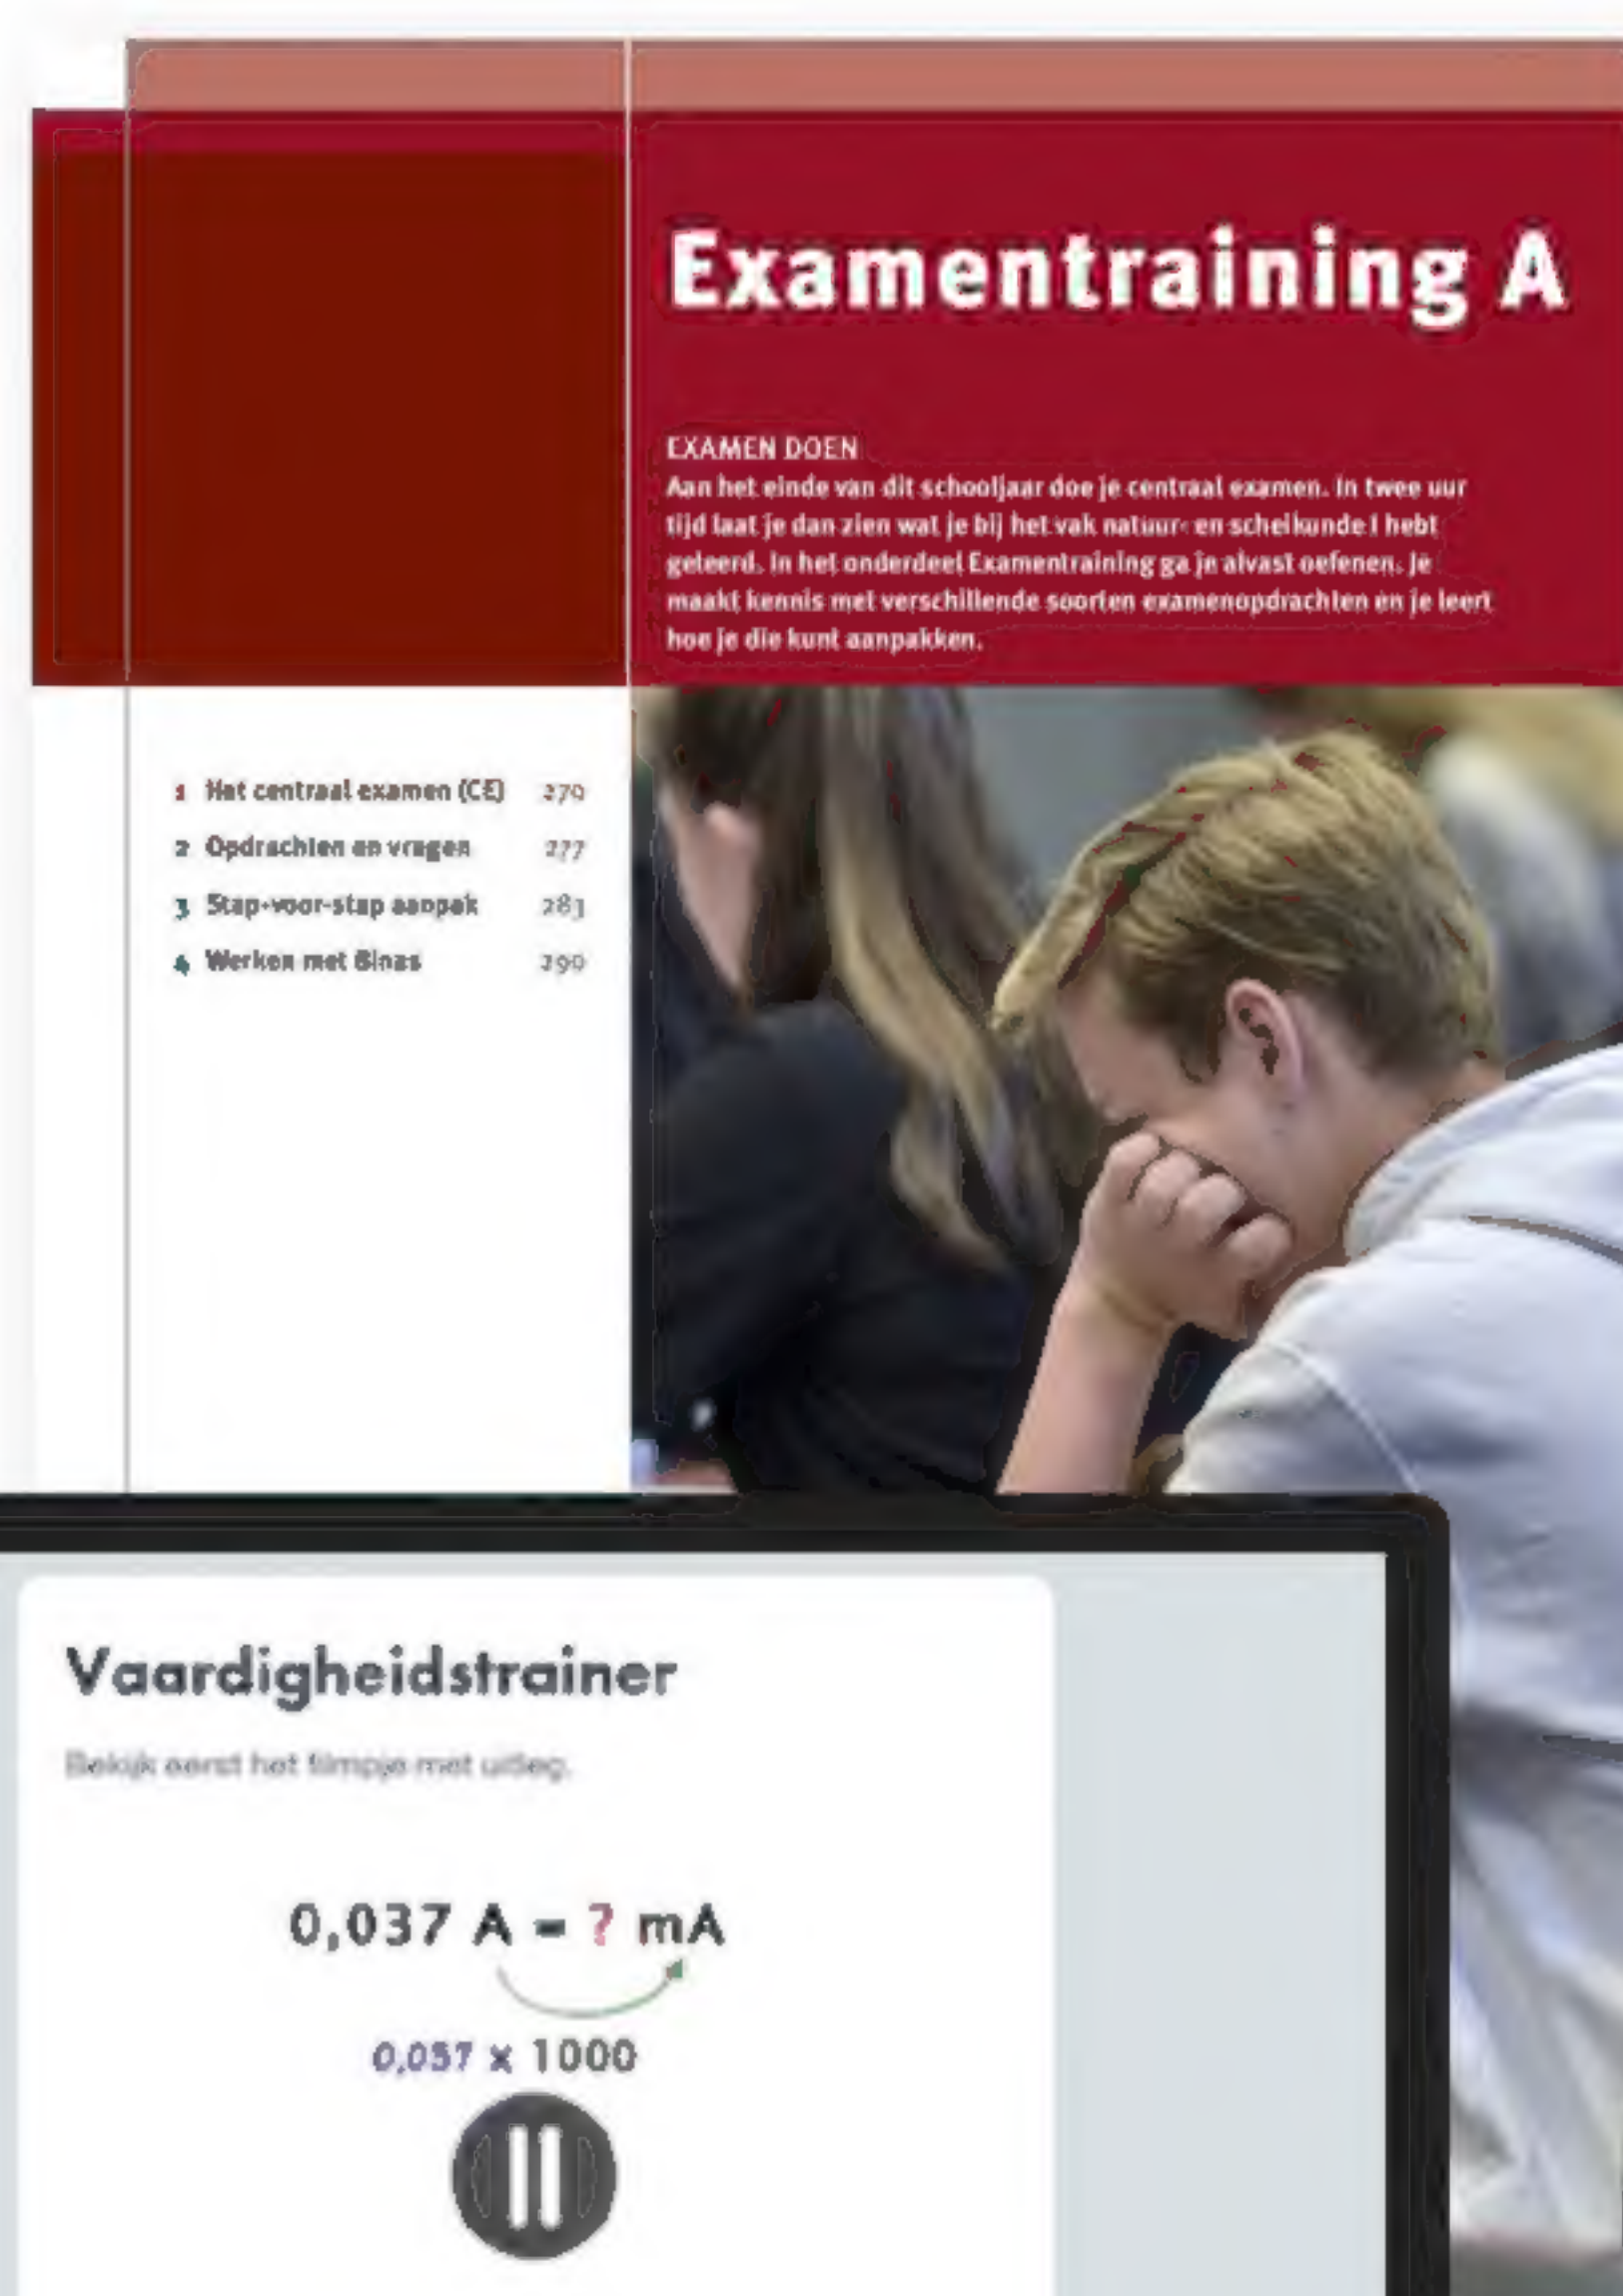 Examentraining A
EXAMEN DOEN
Aan het einde van dit schooljaar doe je centraal examen. In twee uur
tijd laat je dan zien wat je bij het vak natuur- en scheikunde I hebt
geleerd. In het onderdeel Examentraining ga je alvast oefenen. Je
maakt kennis met verschillende soorten examenopdrachten en je leert
hoe je die kunt aanpakken.
1 Het centraal examen (CE) 270
2 Opdrachten en vragen 277
3 Stap-voor-stap aanpak 283
4 Werken met Binas 290
Vaardigheidstrainer
Bekijk eerst het filmpje met uitleg.
0,037 A = ? mA
0,037 x 1000